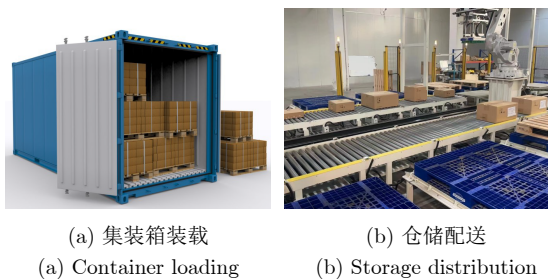 (a) 集装箱装载
(a) Container loading
(b) 仓储配送
(b) Storage distribution